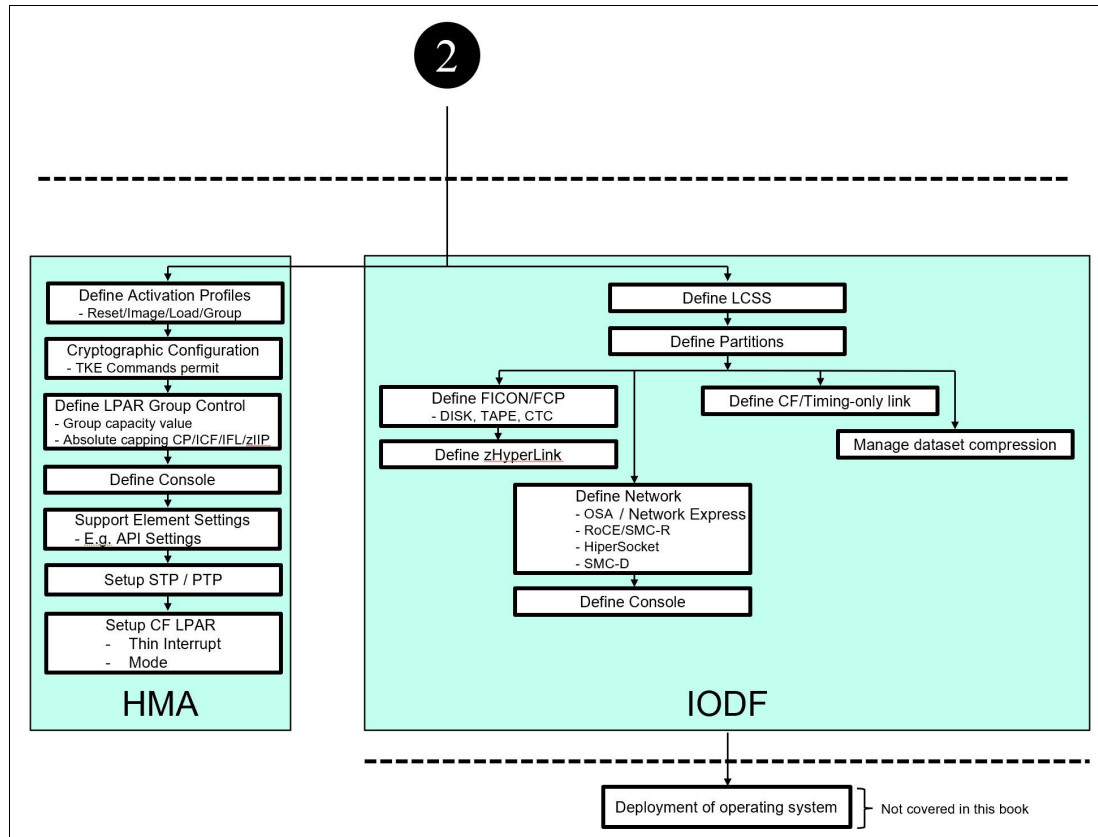 2
Define Activation Profiles
- Reset/Image/Load/Group
Cryptographic Configuration
- TKE Commands permit
Define LPAR Group Control
- Group capacity value
- Absolute capping CP/ICF/IFL/zIIP
Define Console
Support Element Settings
- E.g. API Settings
Setup STP / PTP
Setup CF LPAR
- Thin Interrupt
- Mode
HMA
Define LCSS
Define Partitions
Define FICON/FCP
- DISK, TAPE, CTC
Define zHyperLink
Define CF/Timing-only link
Manage dataset compression
Define Network
- OSA / Network Express
- RoCE/SMC-R
- HiperSocket
- SMC-D
Define Console
IODF
Deployment of operating system
Not covered in this book